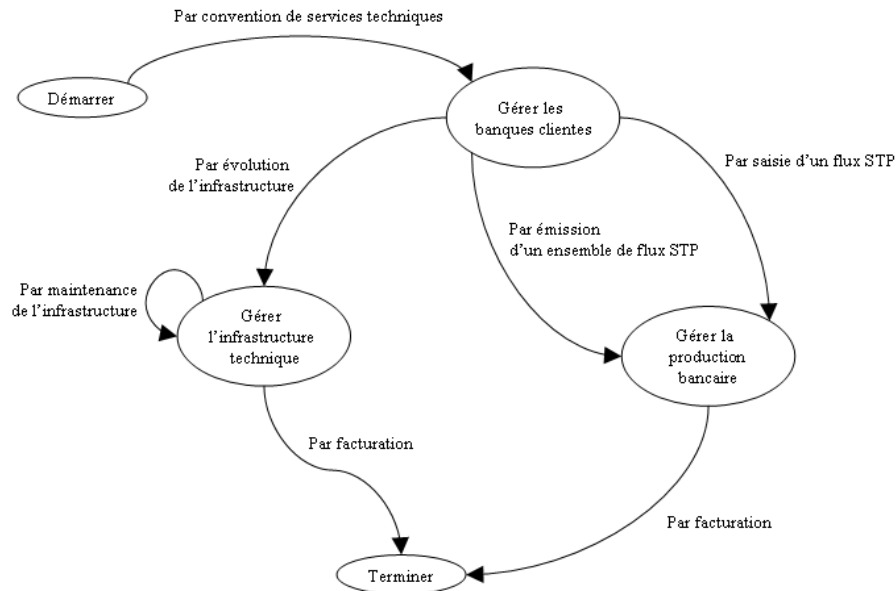 Par convention de services techniques
Démarrer
Gérer les
banques clientes
Par évolution
de l'infrastructure
Par saisie d'un flux STP
Par émission
d'un ensemble de flux STP
Par maintenance
de l'infrastructure
Gérer
l'infrastructure
technique
Gérer la
production
bancaire
Par facturation
Par facturation
Terminer